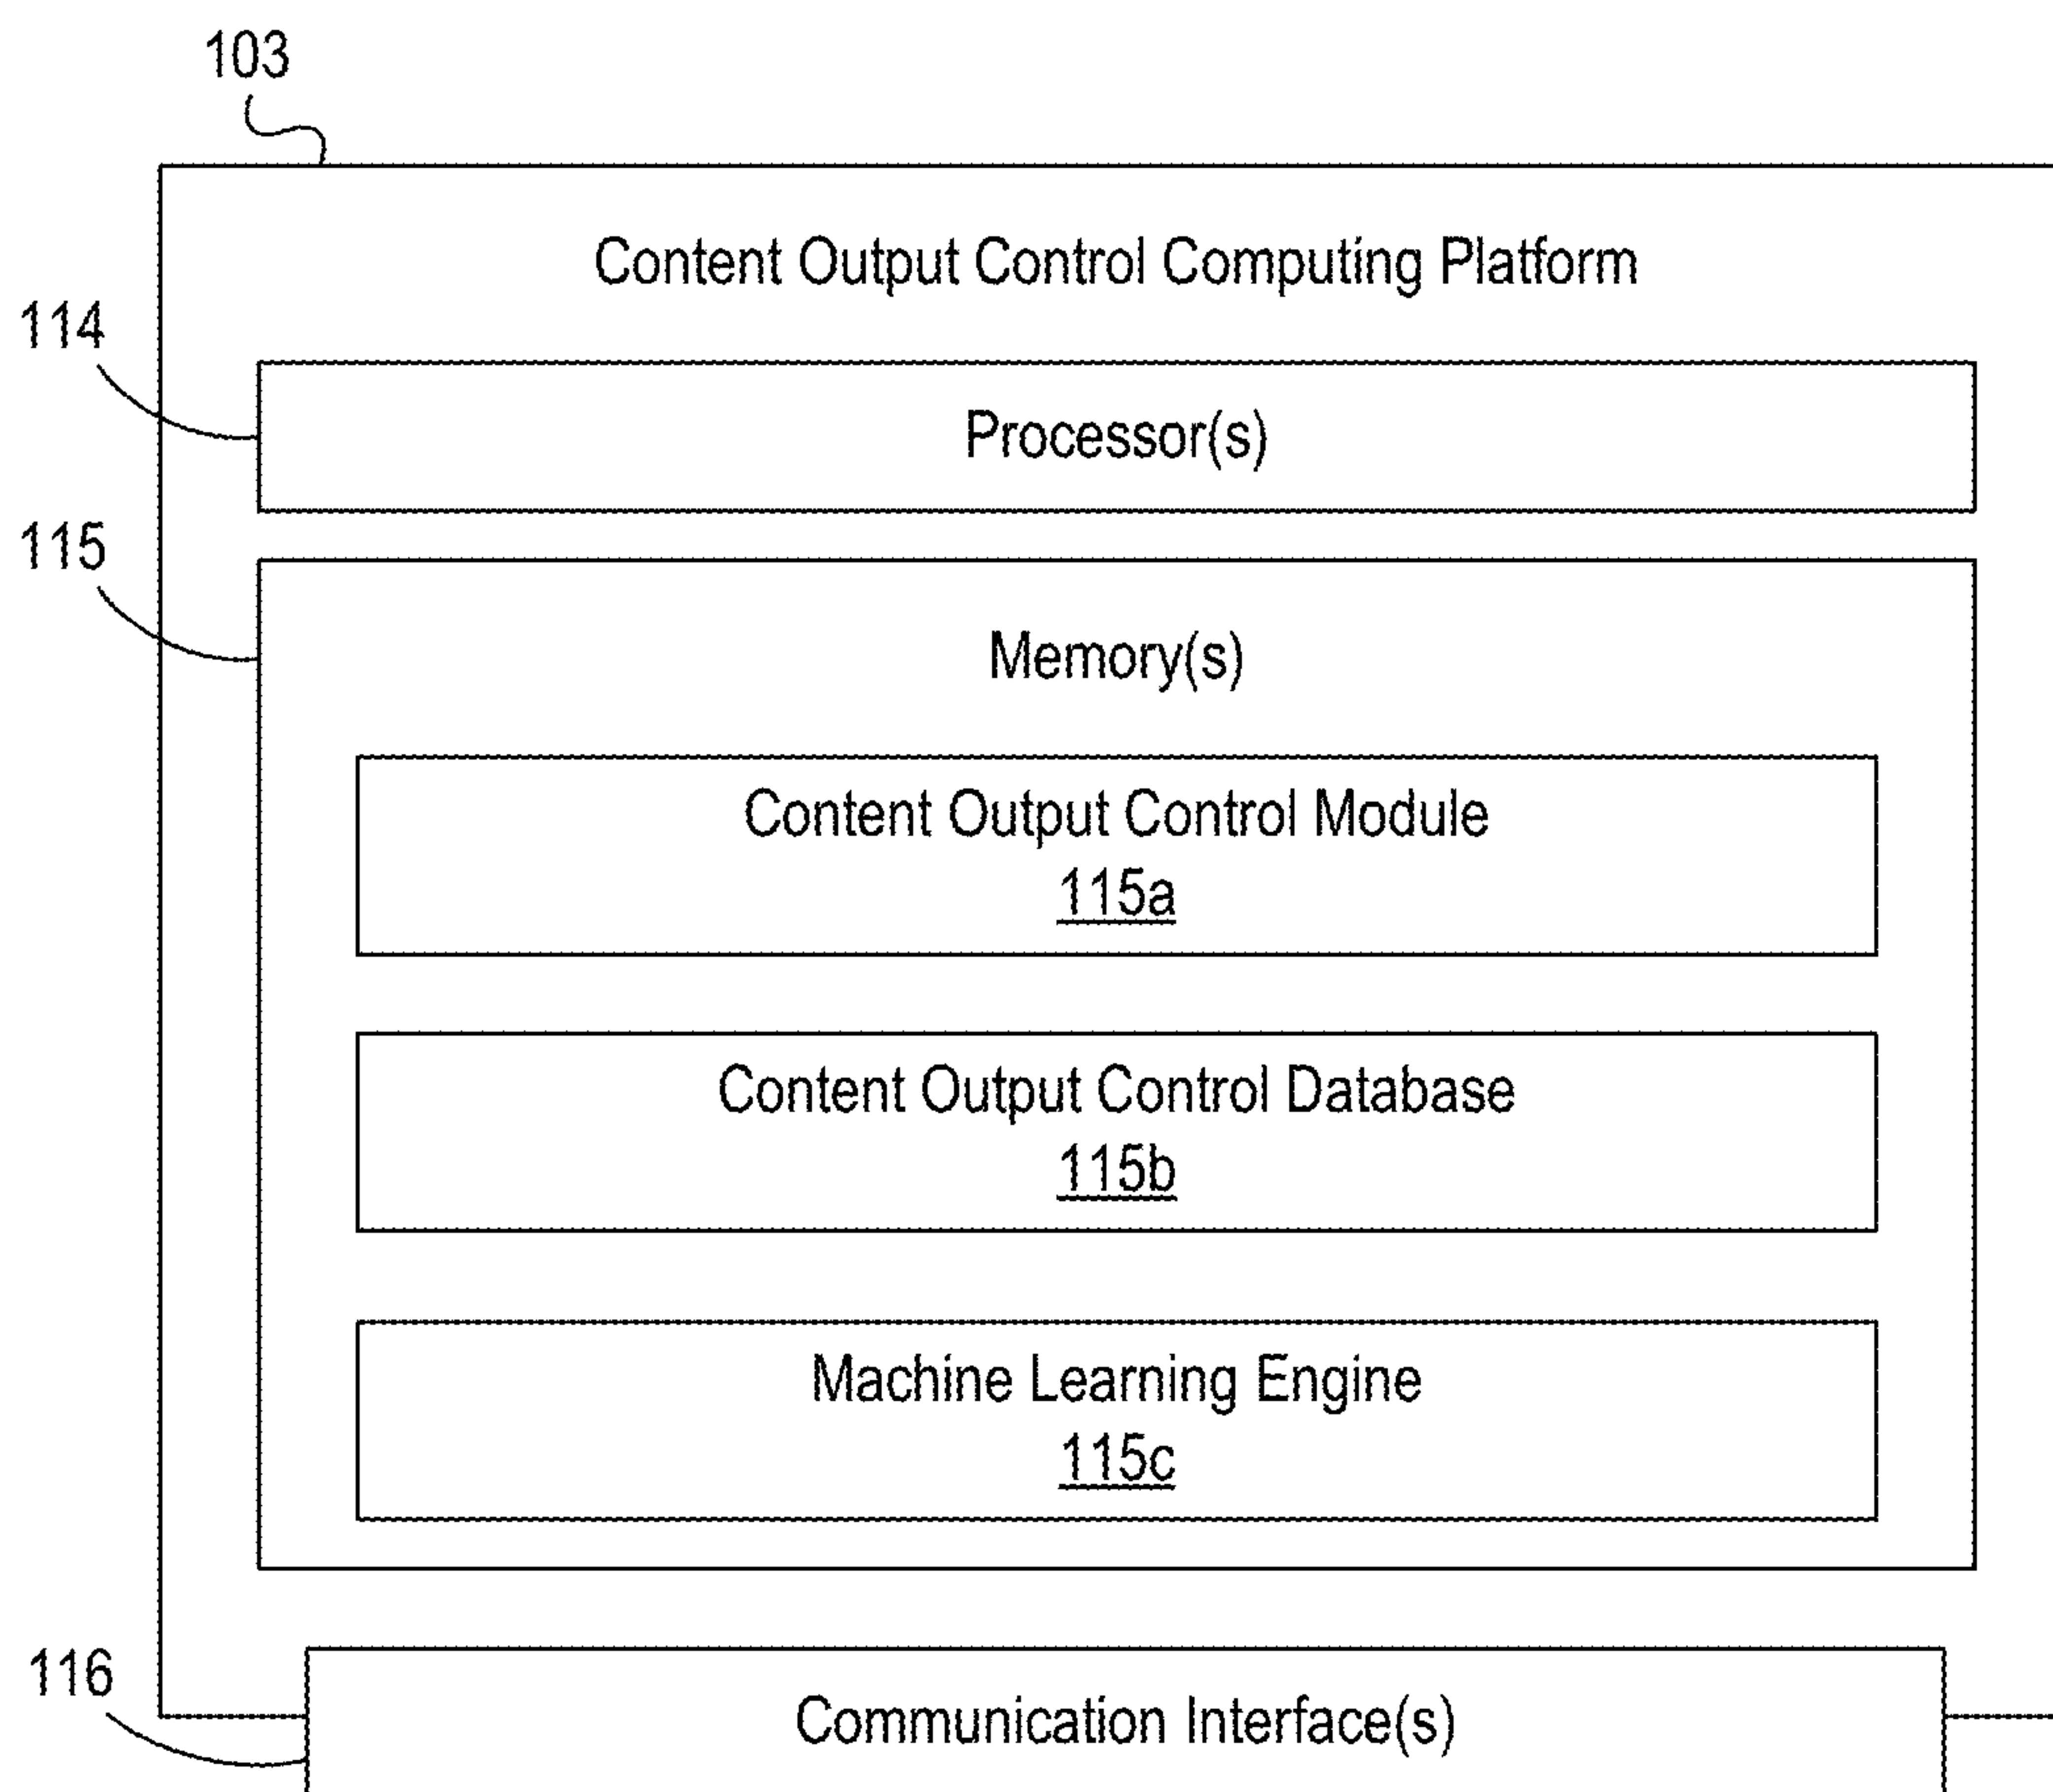 103
Content Output Control Computing Platform
114
Processor(s)
115
Memory(s)
Content Output Control Module
115a
Content Output Control Database
115b
Machine Learning Engine
115c
116
Communication Interface(s)